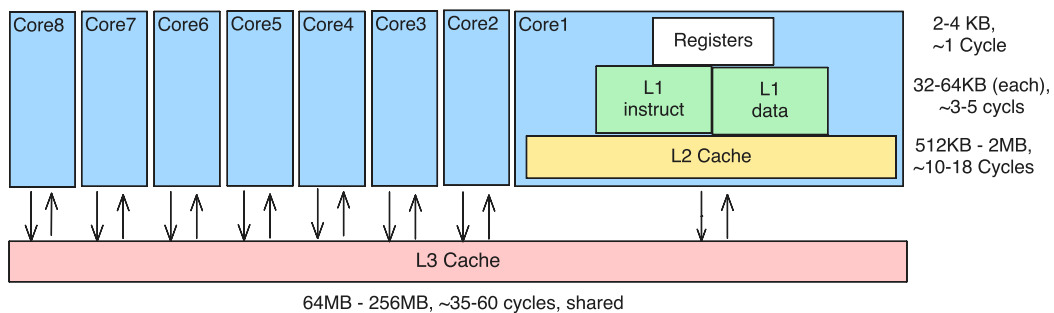 Core8
Core7
Core6
Core5
Core4
Core3
Core2
Core1
Registers
2-4 KB,
~1 Cycle
L1
instruct
L1
data
32-64KB (each),
~3-5 cycls
L2 Cache
512KB - 2MB,
~10-18 Cycles
L3 Cache
64MB - 256MB, ~35-60 cycles, shared